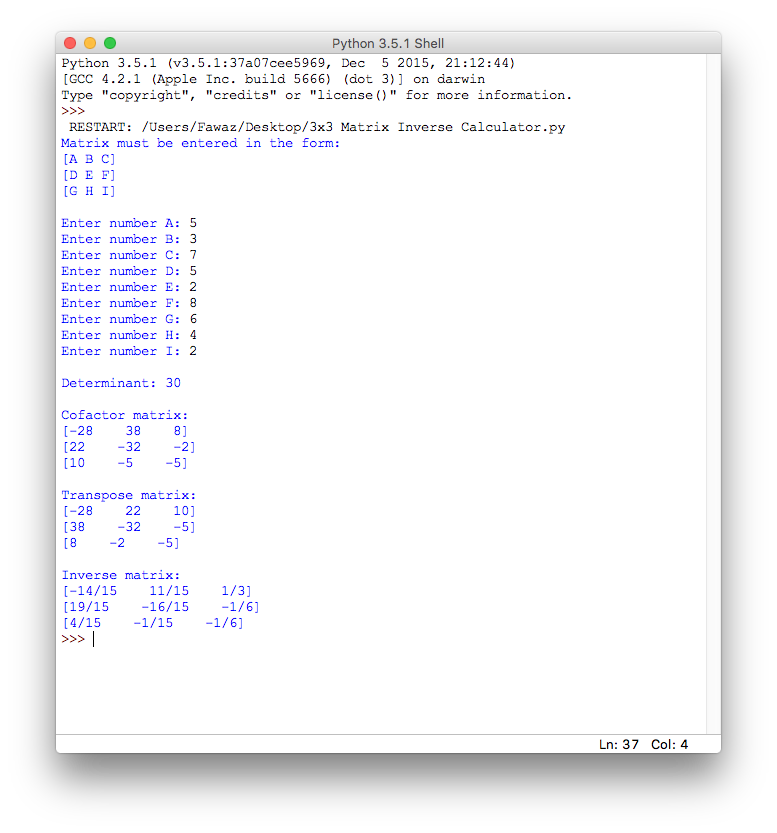 Python 3.5.1 Shell
Python 3.5.1 (v3.5.1:37a07cee5969, Dec  5 2015, 21:12:44)
[GCC 4.2.1 (Apple Inc. build 5666) (dot 3)] on darwin
Type "copyright", "credits" or "license()" for more information.
>>>
 RESTART: /Users/Fawaz/Desktop/3x3 Matrix Inverse Calculator.py
Matrix must be entered in the form:
[A B C]
[D E F]
[G H I]

Enter number A: 5
Enter number B: 3
Enter number C: 7
Enter number D: 5
Enter number E: 2
Enter number F: 8
Enter number G: 6
Enter number H: 4
Enter number I: 2

Determinant: 30

Cofactor matrix:
[-28    38    8]
[22    -32    -2]
[10    -5    -5]

Transpose matrix:
[-28    22    10]
[38    -32    -5]
[8    -2    -5]

Inverse matrix:
[-14/15    11/15    1/3]
[19/15    -16/15    -1/6]
[4/15    -1/15    -1/6]
>>>
Ln: 37  Col: 4